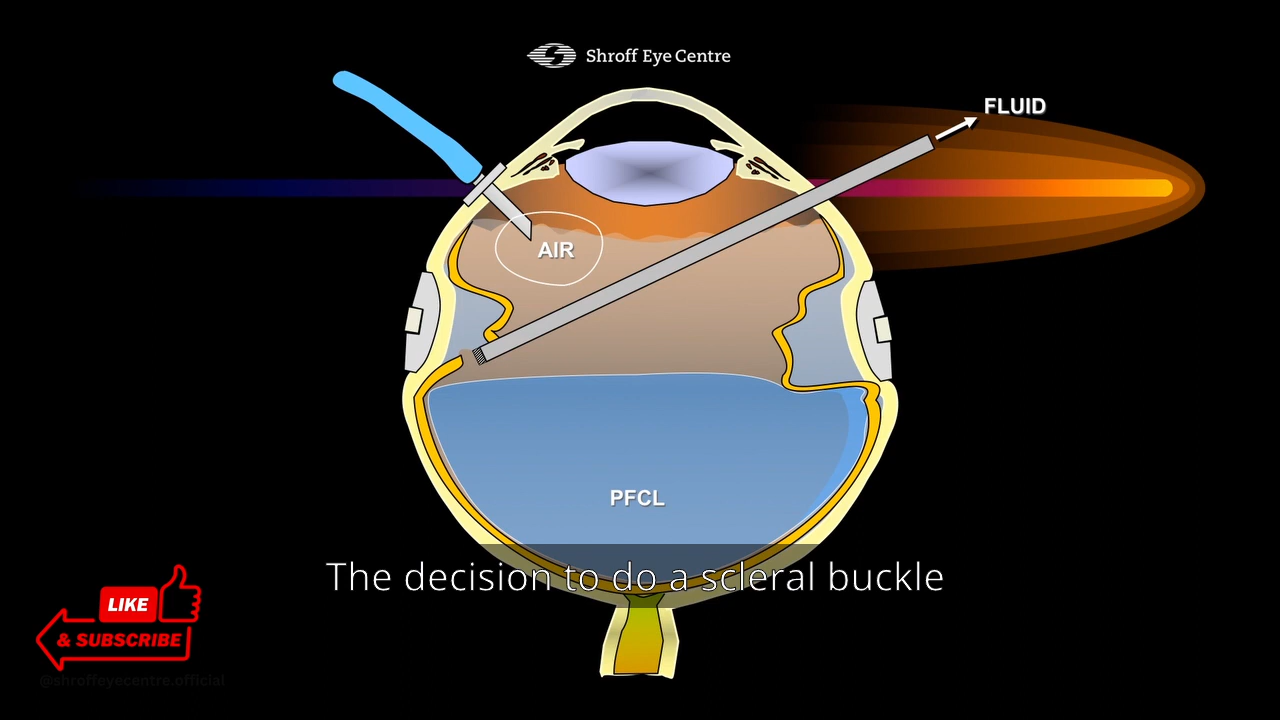 Shroff Eye Centre
FLUID
AIR
PFCL
The decision to do a scleral buckle
LIKE
& SUBSCRIBE
@shroffeyecentre.official